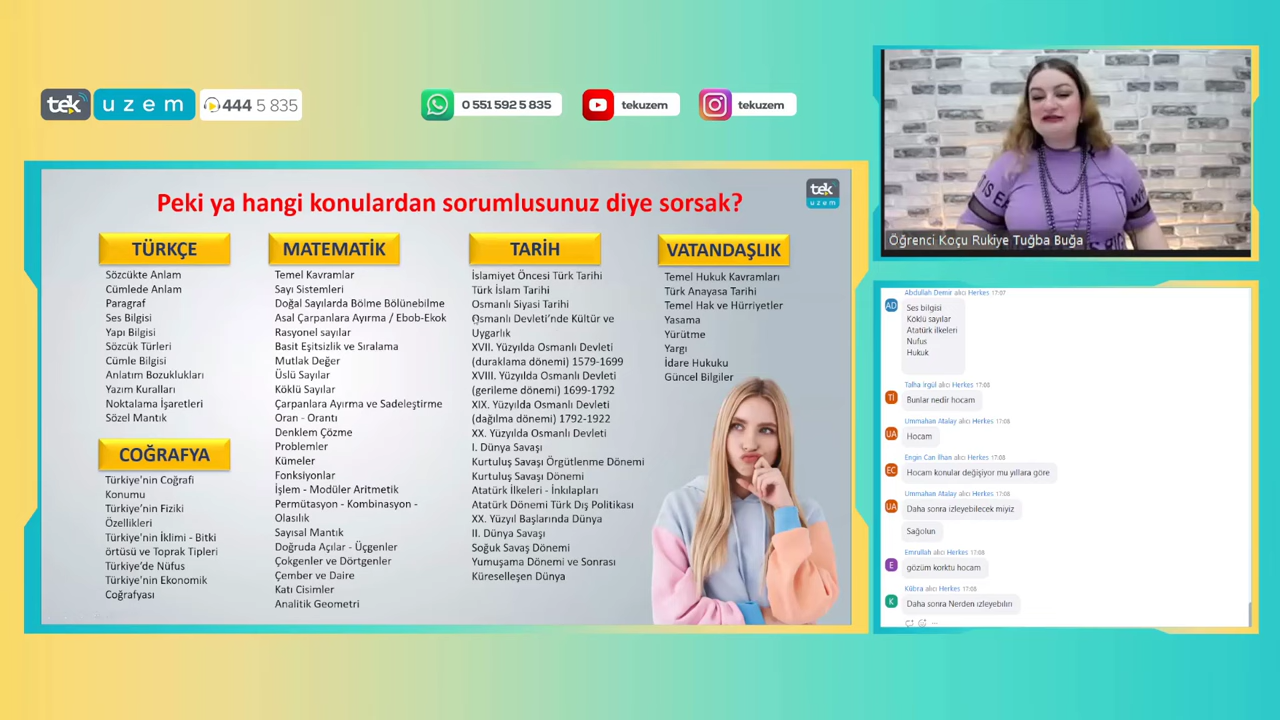 tek uzem 444 5 835
0 551 592 5 835
tekuzem
tekuzem
Peki ya hangi konulardan sorumlusunuz diye sorsak?
tek
uzem
TÜRKÇE
Sözcükte Anlam
Cümlede Anlam
Paragraf
Ses Bilgisi
Yapı Bilgisi
Sözcük Türleri
Cümle Bilgisi
Anlatım Bozuklukları
Yazım Kuralları
Noktalama İşaretleri
Sözel Mantık
COĞRAFYA
Türkiye'nin Coğrafi
Konumu
Türkiye'nin Fiziki
Özellikleri
Türkiye'nin İklimi - Bitki
örtüsü ve Toprak Tipleri
Türkiye'de Nüfus
Türkiye'nin Ekonomik
Coğrafyası
MATEMATİK
Temel Kavramlar
Sayı Sistemleri
Doğal Sayılarda Bölme Bölünebilme
Asal Çarpanlara Ayırma / Ebob-Ekok
Rasyonel sayılar
Basit Eşitsizlik ve Sıralama
Mutlak Değer
Üslü Sayılar
Köklü Sayılar
Çarpanlara Ayırma ve Sadeleştirme
Oran - Orantı
Denklem Çözme
Problemler
Kümeler
Fonksiyonlar
İşlem - Modüler Aritmetik
Permütasyon - Kombinasyon -
Olasılık
Sayısal Mantık
Doğruda Açılar - Üçgenler
Çokgenler ve Dörtgenler
Çember ve Daire
Katı Cisimler
Analitik Geometri
TARİH
İslamiyet Öncesi Türk Tarihi
Türk İslam Tarihi
Osmanlı Siyasi Tarihi
Osmanlı Devleti'nde Kültür ve
Uygarlık
XVII. Yüzyılda Osmanlı Devleti
(duraklama dönemi) 1579-1699
XVIII. Yüzyılda Osmanlı Devleti
(gerileme dönemi) 1699-1792
XIX. Yüzyılda Osmanlı Devleti
(dağılma dönemi) 1792-1922
XX. Yüzyılda Osmanlı Devleti
I. Dünya Savaşı
Kurtuluş Savaşı Örgütlenme Dönemi
Kurtuluş Savaşı Dönemi
Atatürk İlkeleri - İnkılapları
Atatürk Dönemi Türk Dış Politikası
XX. Yüzyıl Başlarında Dünya
II. Dünya Savaşı
Soğuk Savaş Dönemi
Yumuşama Dönemi ve Sonrası
Küreselleşen Dünya
VATANDAŞLIK
Temel Hukuk Kavramları
Türk Anayasa Tarihi
Temel Hak ve Hürriyetler
Yasama
Yürütme
Yargı
İdare Hukuku
Güncel Bilgiler
Öğrenci Koçu Rukiye Tuğba Buğa
Abdullah Demir alıcı Herkes 17:07
AD
Ses bilgisi
Köklü sayılar
Atatürk ilkeleri
Nufus
Hukuk
Talha Irgül alıcı Herkes 17:08
TI
Bunlar nedir hocam
Ummahan Atalay alıcı Herkes 17:08
UA
Hocam
Engin Can İlhan alıcı Herkes 17:08
EC
Hocam konular değişiyor mu yıllara göre
Ummahan Atalay alıcı Herkes 17:08
UA
Daha sonra izleyebilecek miyiz
Sağolun
Emrullah alıcı Herkes 17:08
E
gözüm korktu hocam
Kübra alıcı Herkes 17:08
K
Daha sonra Nerden ızleyebılırı